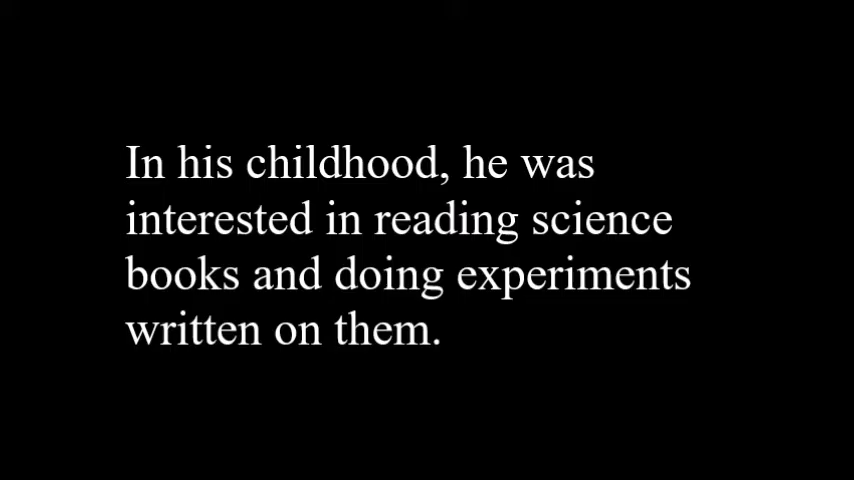 In his childhood, he was
interested in reading science
books and doing experiments
written on them.